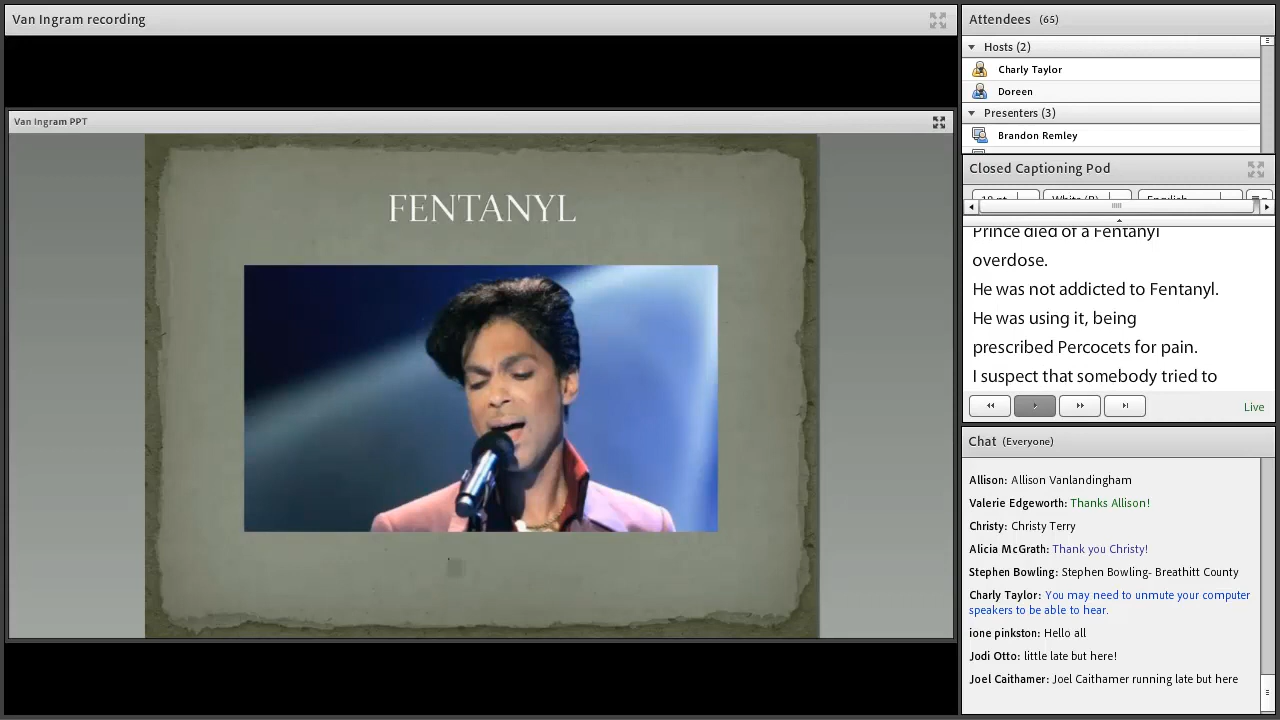 Van Ingram recording
Van Ingram PPT
FENTANYL
Attendees (65)
Hosts (2)
Charly Taylor
Doreen
Presenters (3)
Brandon Remley
Closed Captioning Pod
English
Prince died of a Fentanyl
overdose.
He was not addicted to Fentanyl.
He was using it, being
prescribed Percocets for pain.
I suspect that somebody tried to
Live
Chat (Everyone)
Allison: Allison Vanlandingham
Valerie Edgeworth: Thanks Allison!
Christy: Christy Terry
Alicia McGrath: Thank you Christy!
Stephen Bowling: Stephen Bowling- Breathitt County
Charly Taylor: You may need to unmute your computer
speakers to be able to hear.
ione pinkston: Hello all
Jodi Otto: little late but here!
Joel Caithamer: Joel Caithamer running late but here